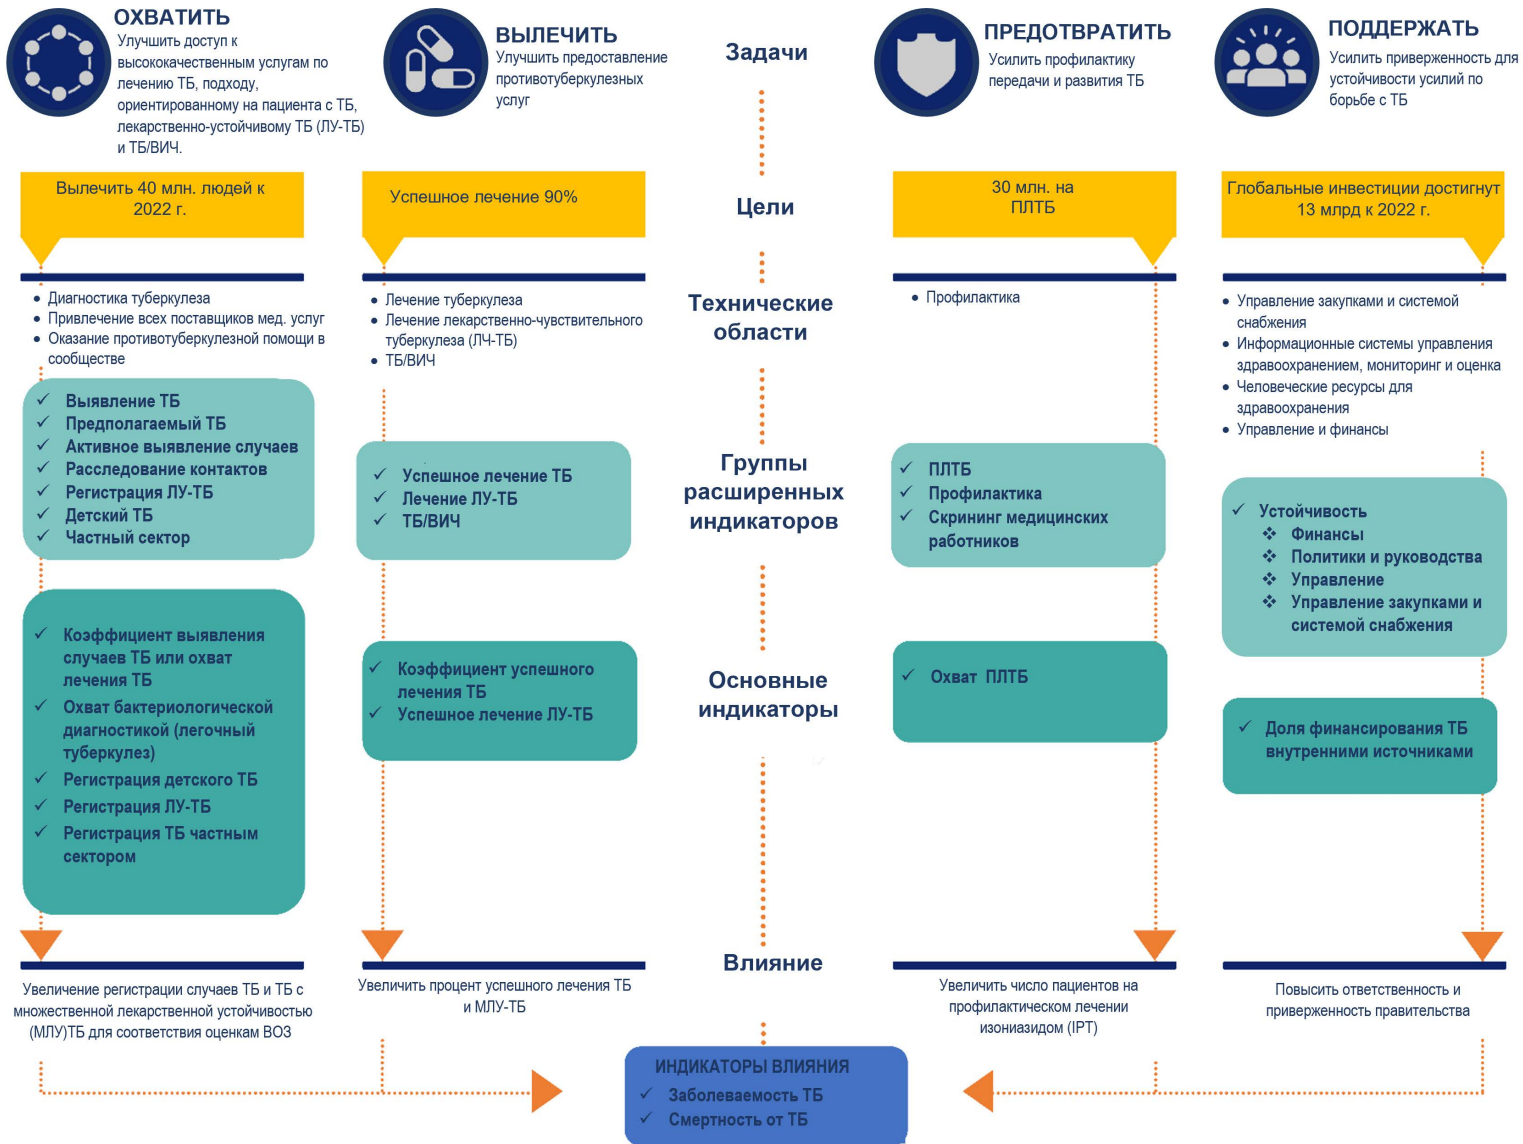 ОХВАТИТЬ
Улучшить доступ к
высококачественным услугам по
лечению ТБ, подходу,
ориентированному на пациента с ТБ,
лекарственно-устойчивому ТБ (ЛУ-ТБ)
и ТБ/ВИЧ.
ВЫЛЕЧИТЬ
Улучшить предоставление
противотуберкулезных
услуг
Задачи
ПРЕДОТВРАТИТЬ
Усилить профилактику
передачи и развития ТБ
ПОДДЕРЖАТЬ
Усилить приверженность для
устойчивости усилий по
борьбе с ТБ
Вылечить 40 млн. людей к
2022 г.
Успешное лечение 90%
Цели
30 млн. на
ПЛТБ
Глобальные инвестиции достигнут
13 млрд к 2022 г.
• Диагностика туберкулеза
• Привлечение всех поставщиков мед. услуг
• Оказание противотуберкулезной помощи в
сообществе
• Лечение туберкулеза
• Лечение лекарственно-чувствительного
туберкулеза (ЛЧ-ТБ)
• ТБ/ВИЧ
Технические
области
• Профилактика
• Управление закупками и системой
снабжения
• Информационные системы управления
здравоохранением, мониторинг и оценка
• Человеческие ресурсы для
здравоохранения
• Управление и финансы
✓ Выявление ТБ
✓ Предполагаемый ТБ
✓ Активное выявление случаев
✓ Расследование контактов
✓ Регистрация ЛУ-ТБ
✓ Детский ТБ
✓ Частный сектор
✓ Успешное лечение ТБ
✓ Лечение ЛУ-ТБ
✓ ТБ/ВИЧ
Группы
расширенных
индикаторов
✓ ПЛТБ
✓ Профилактика
✓ Скрининг медицинских
работников
✓ Устойчивость
❖ Финансы
❖ Политики и руководства
❖ Управление
❖ Управление закупками и
системой снабжения
✓ Коэффициент выявления
случаев ТБ или охват
лечения ТБ
✓ Охват бактериологической
диагностикой (легочный
туберкулез)
✓ Регистрация детского ТБ
✓ Регистрация ЛУ-ТБ
✓ Регистрация ТБ частным
сектором
✓ Коэффициент успешного
лечения ТБ
✓ Успешное лечение ЛУ-ТБ
Основные
индикаторы
✓ Охват ПЛТБ
✓ Доля финансирования ТБ
внутренними источниками
Влияние
Увеличение регистрации случаев ТБ и ТБ с
множественной лекарственной устойчивостью
(МЛУ)ТБ для соответствия оценкам ВОЗ
Увеличить процент успешного лечения ТБ
и МЛУ-ТБ
Увеличить число пациентов на
профилактическом лечении
изониазидом (IPT)
Повысить ответственность и
приверженность правительства
ИНДИКАТОРЫ ВЛИЯНИЯ
✓ Заболеваемость ТБ
✓ Смертность от ТБ